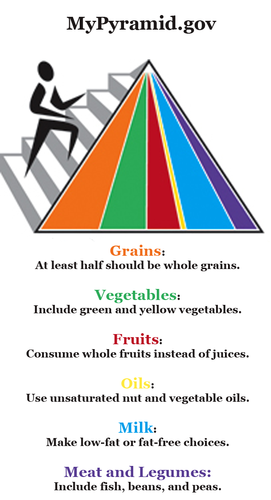 MyPyramid.gov
Grains:
At least half should be whole grains.
Vegetables:
Include green and yellow vegetables.
Fruits:
Consume whole fruits instead of juices.
Oils:
Use unsaturated nut and vegetable oils.
Milk:
Make low-fat or fat-free choices.
Meat and Legumes:
Include fish, beans, and peas.